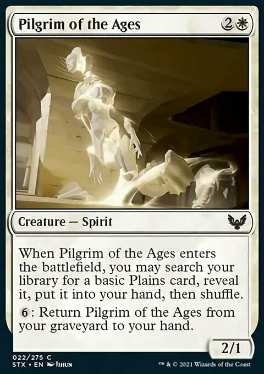 Pilgrim of the Ages 2
Creature — Spirit
When Pilgrim of the Ages enters
the battlefield, you may search your
library for a basic Plains card, reveal
it, put it into your hand, then shuffle.
6: Return Pilgrim of the Ages from
your graveyard to your hand.
2/1
022/275 C
STX • EN
™ & © 2021 Wizards of the Coast